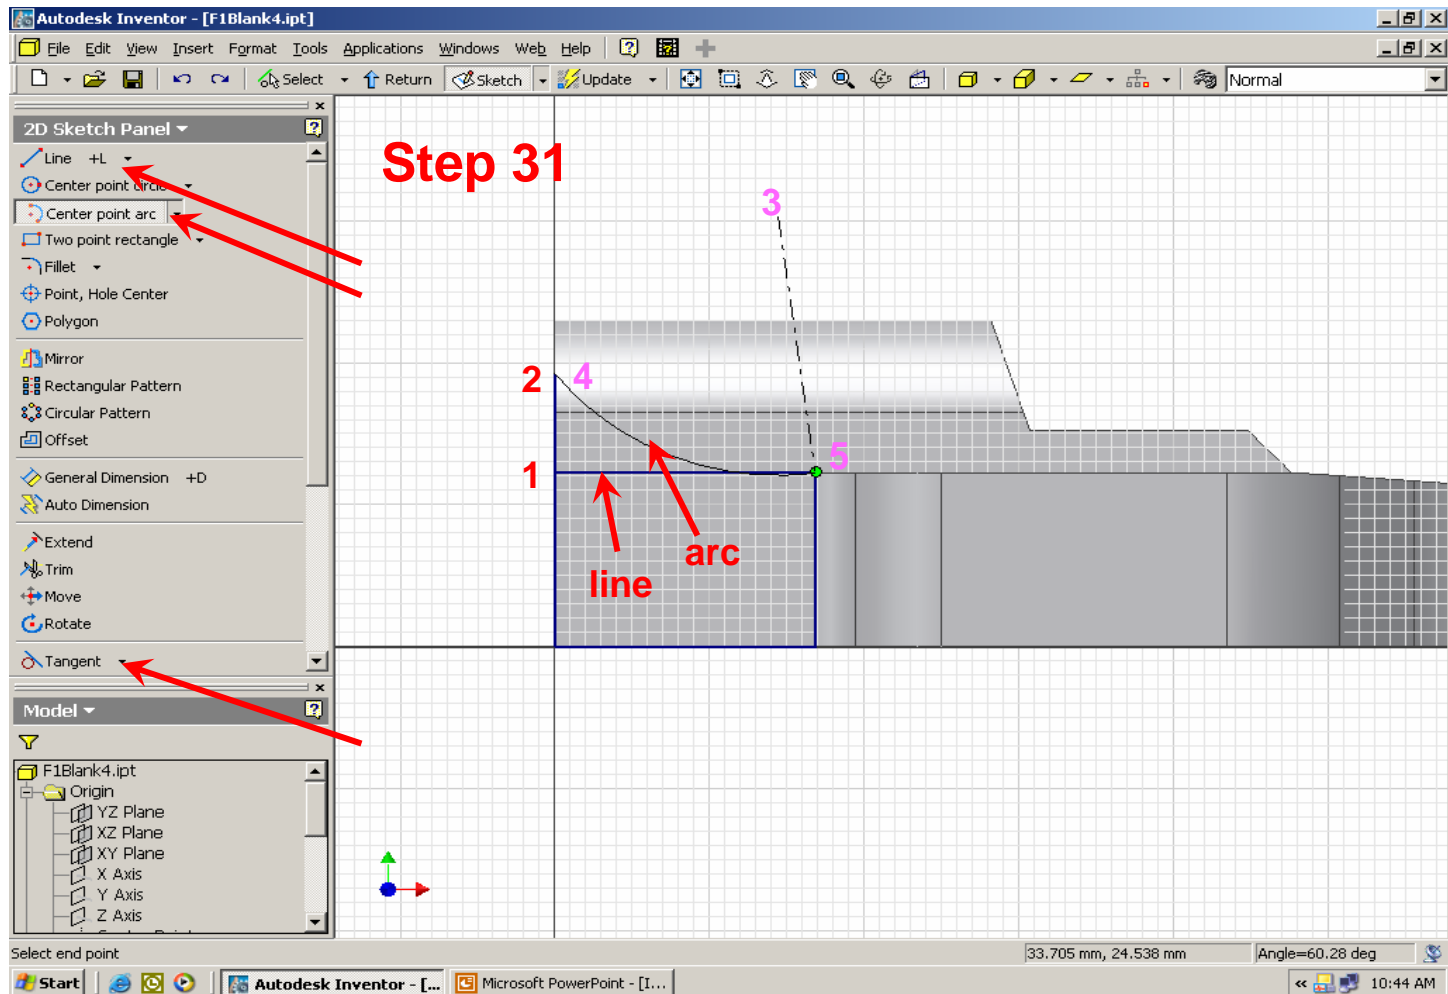 Autodesk Inventor - [F1Blank4.ipt]
File Edit View Insert Format Tools Applications Windows Web Help
Select Return Sketch Update Normal
2D Sketch Panel
Line +L
Center point circle
Center point arc
Two point rectangle
Fillet
Point, Hole Center
Polygon
Mirror
Rectangular Pattern
Circular Pattern
Offset
General Dimension +D
Auto Dimension
Extend
Trim
Move
Rotate
Tangent
Model
F1Blank4.ipt
Origin
YZ Plane
XZ Plane
XY Plane
X Axis
Y Axis
Z Axis
Step 31
3
2 4
1 5
arc
line
Select end point 33.705 mm, 24.538 mm Angle=60.28 deg
Start Autodesk Inventor - [... Microsoft PowerPoint - [I... « 10:44 AM